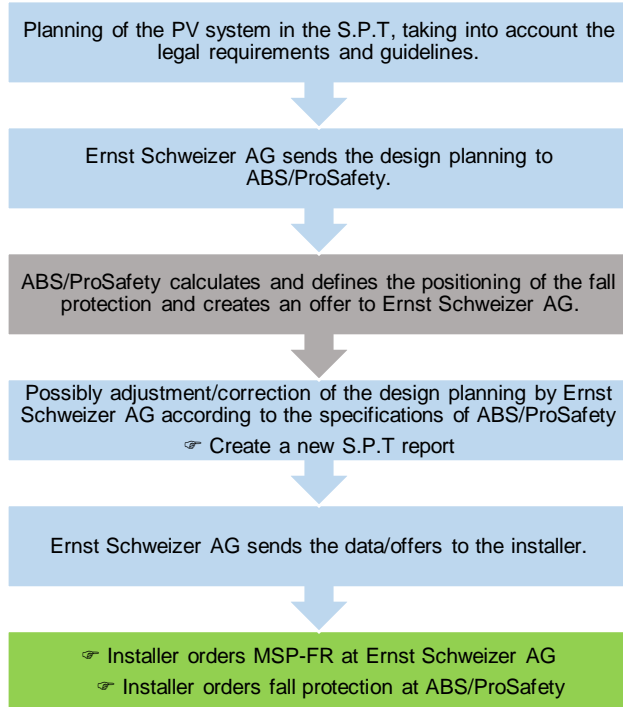 Planning of the PV system in the S.P.T, taking into account the
legal requirements and guidelines.
Ernst Schweizer AG sends the design planning to
ABS/ProSafety.
ABS/ProSafety calculates and defines the positioning of the fall
protection and creates an offer to Ernst Schweizer AG.
Possibly adjustment/correction of the design planning by Ernst
Schweizer AG according to the specifications of ABS/ProSafety
☞ Create a new S.P.T report
Ernst Schweizer AG sends the data/offers to the installer.
☞ Installer orders MSP-FR at Ernst Schweizer AG
☞ Installer orders fall protection at ABS/ProSafety